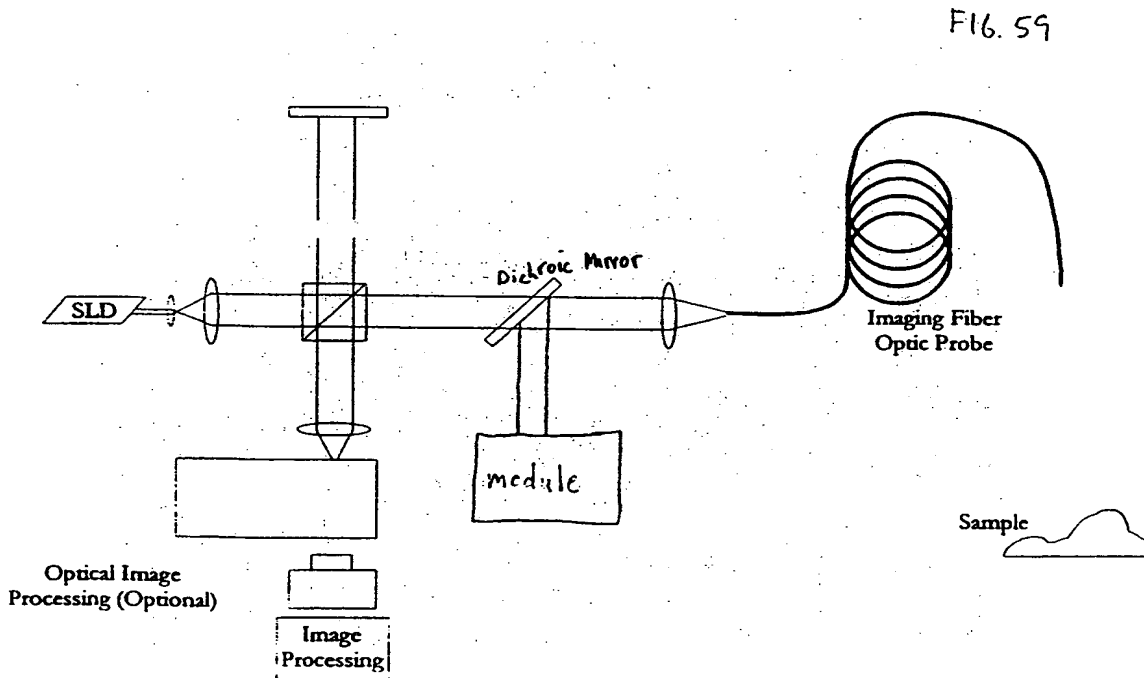 FIG. 59
Dichroic Mirror
SLD
Imaging Fiber
Optic Probe
module
Sample
Optical Image
Processing (Optional)
Image
Processing